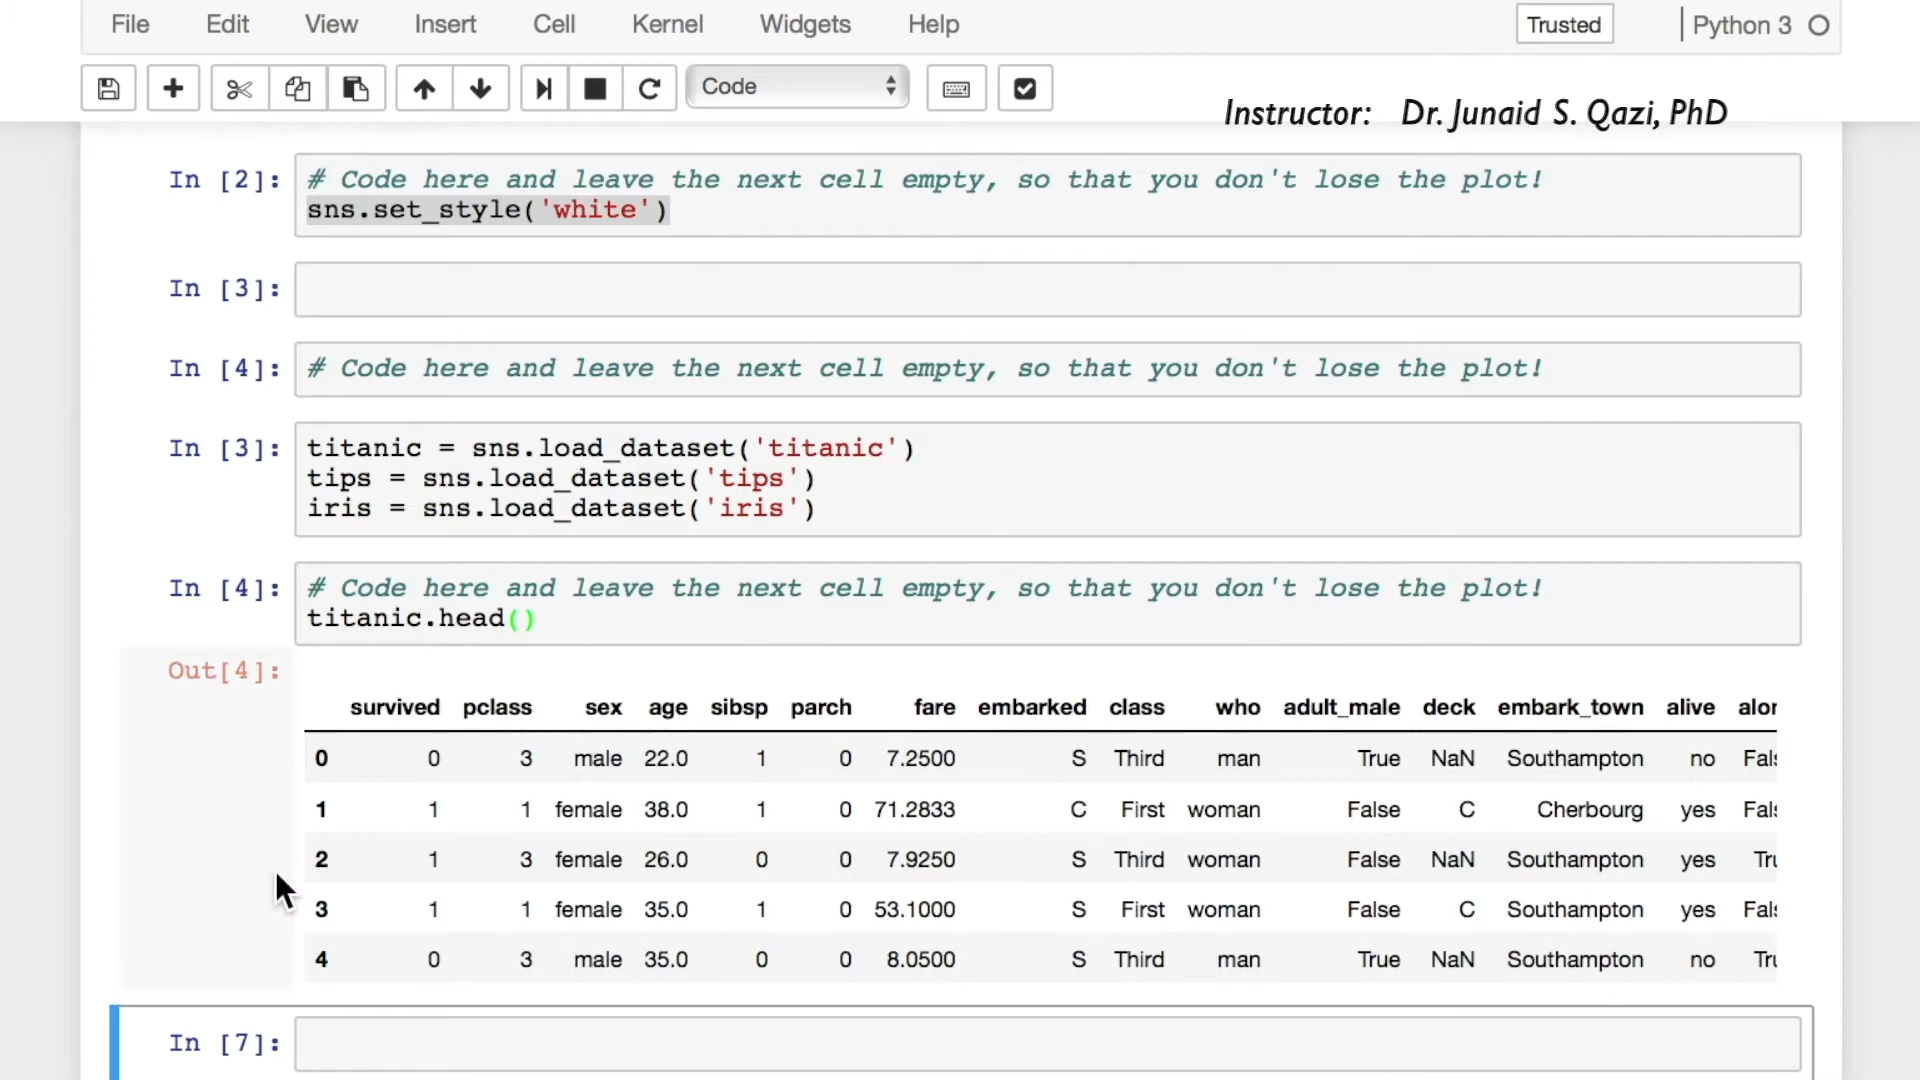 File Edit View Insert Cell Kernel Widgets Help Trusted Python 3
Code
Instructor: Dr. Junaid S. Qazi, PhD
In [2]: # Code here and leave the next cell empty, so that you don't lose the plot!
sns.set_style('white')
In [3]:
In [4]: # Code here and leave the next cell empty, so that you don't lose the plot!
In [3]: titanic = sns.load_dataset('titanic')
tips = sns.load_dataset('tips')
iris = sns.load_dataset('iris')
In [4]: # Code here and leave the next cell empty, so that you don't lose the plot!
titanic.head()
Out[4]:
survived pclass sex age sibsp parch fare embarked class who adult_male deck embark_town alive
0 0 3 male 22.0 1 0 7.2500 S Third man True NaN Southampton no
1 1 1 female 38.0 1 0 71.2833 C First woman False C Cherbourg yes
2 1 3 female 26.0 0 0 7.9250 S Third woman False NaN Southampton yes
3 1 1 female 35.0 1 0 53.1000 S First woman False C Southampton yes
4 0 3 male 35.0 0 0 8.0500 S Third man True NaN Southampton no
In [7]: